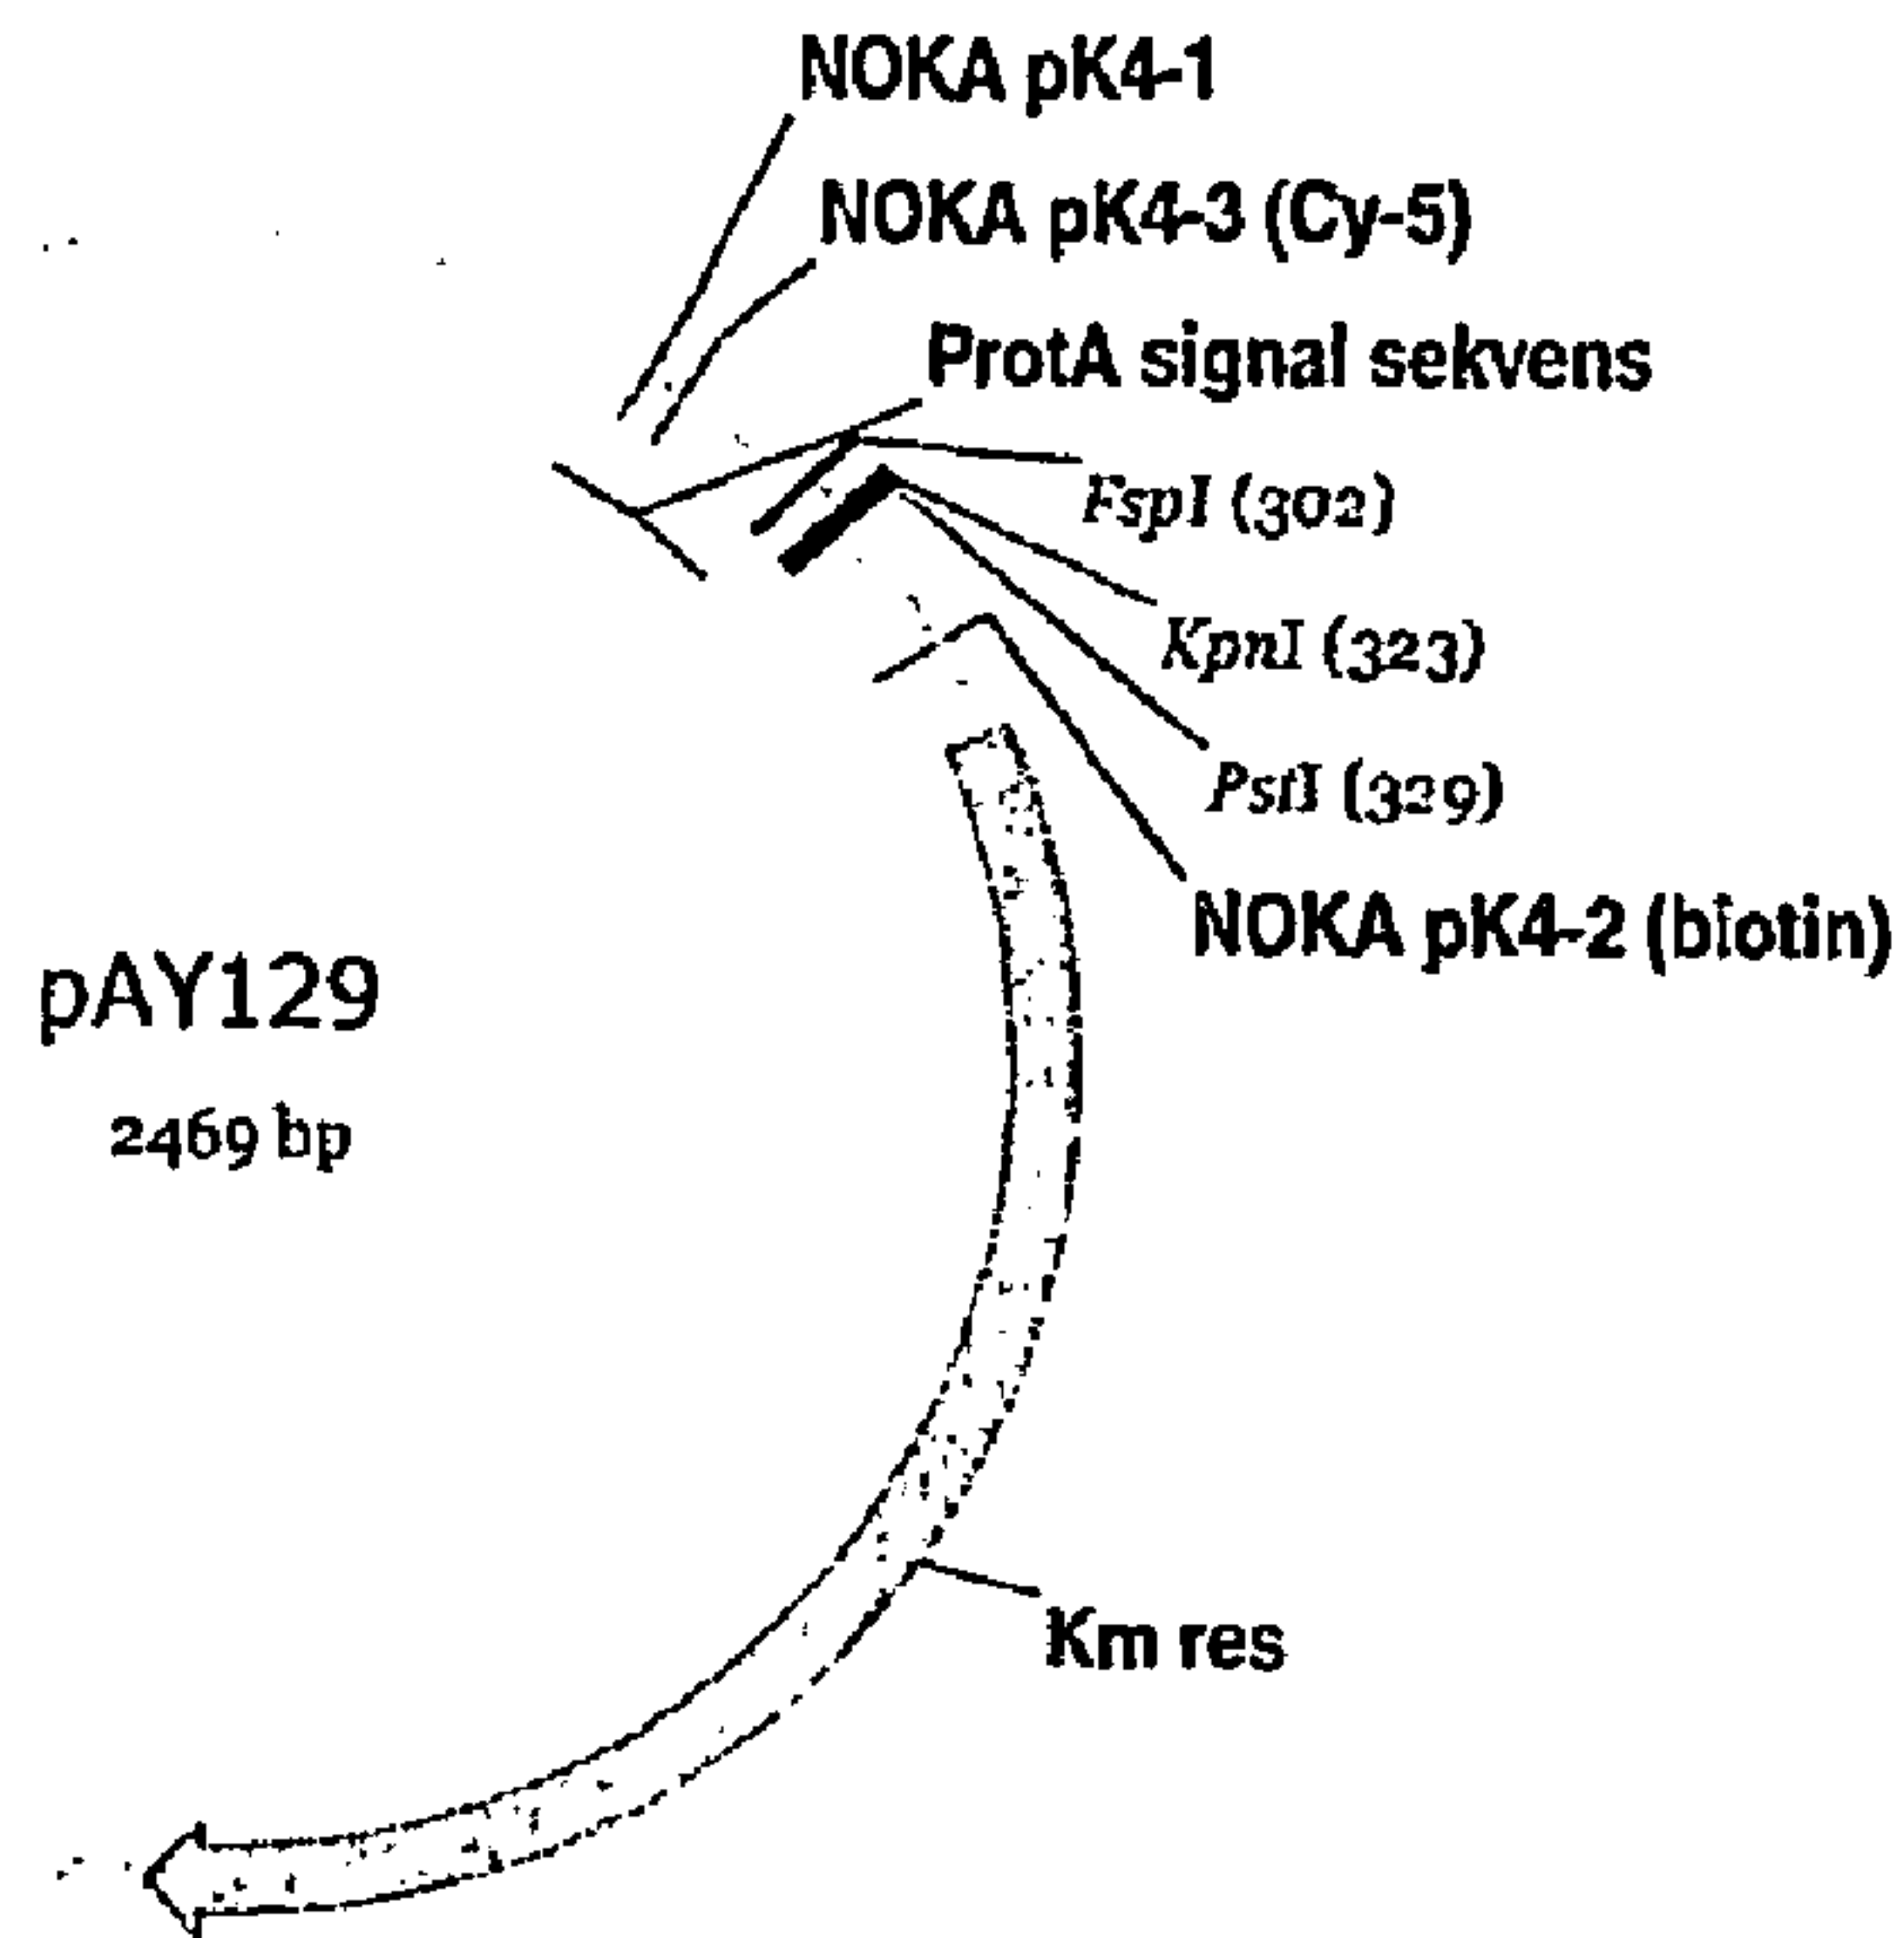 NOKA pK4-1
NOKA pK4-3 (Cy-5)
ProtA signal sekvens
FspI (302)
KpnI (323)
PstI (329)
NOKA pK4-2 (biotin)
pAY129
2469 bp
Km res